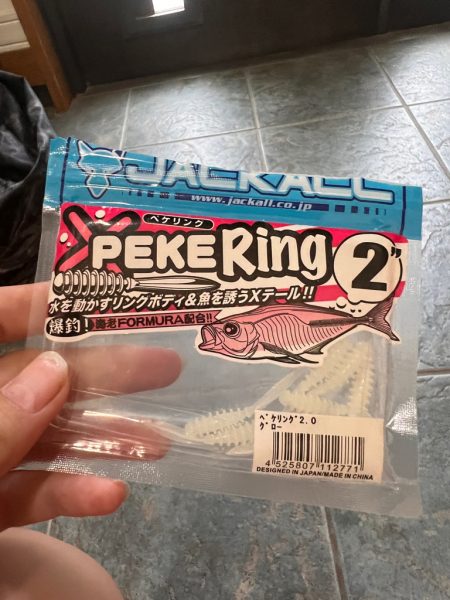 JACKALL
www.jackall.co.jp
ペケリング
PEKE Ring 2"
水を動かすリングボディ&魚を誘うXテール!!
爆釣! 海老FORMURA配合!!
ペケリング2.0
グロー
4 525807 112771
DESIGNED IN JAPAN/MADE IN CHINA